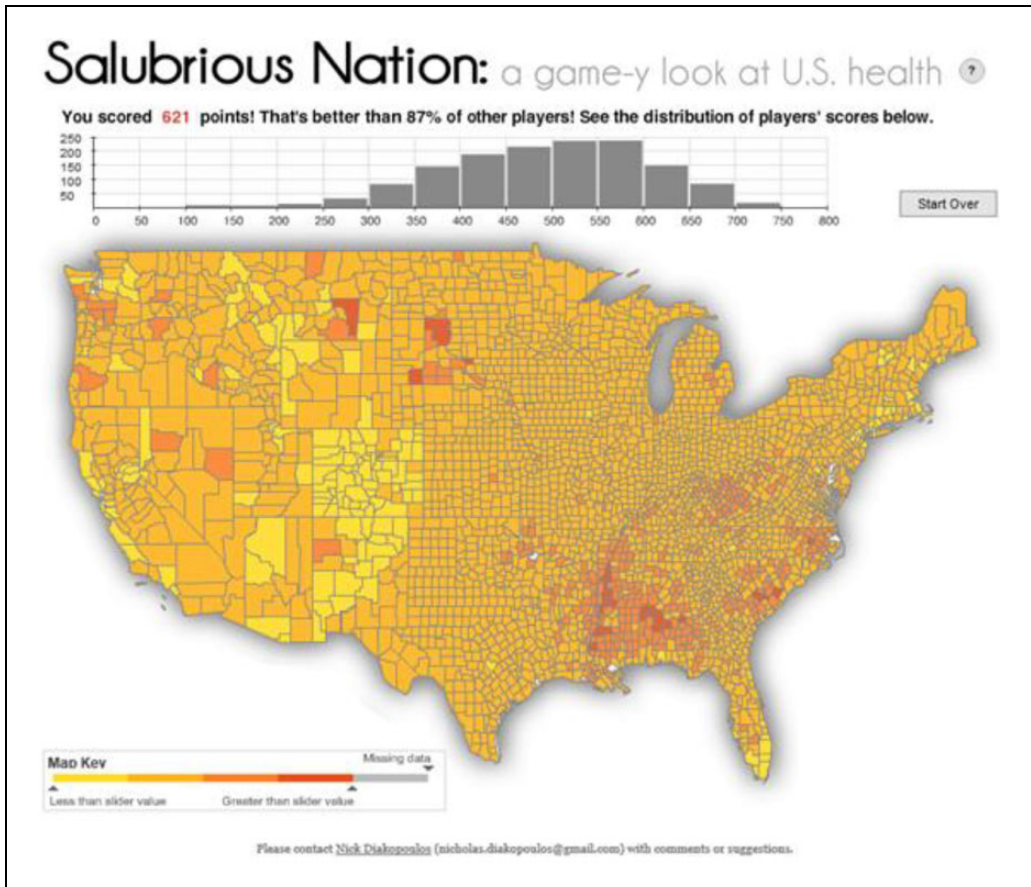 Salubrious Nation: a game-y look at U.S. health ?
You scored 621 points! That's better than 87% of other players! See the distribution of players' scores below.
250
200
150
100
50
0 50 100 150 200 250 300 350 400 450 500 550 600 650 700 750 800
Start Over
Map Key
Missing data
Less than slider value
Greater than slider value
Please contact Nick Diakopoulos (nicholas.diakopoulos@gmail.com) with comments or suggestions.